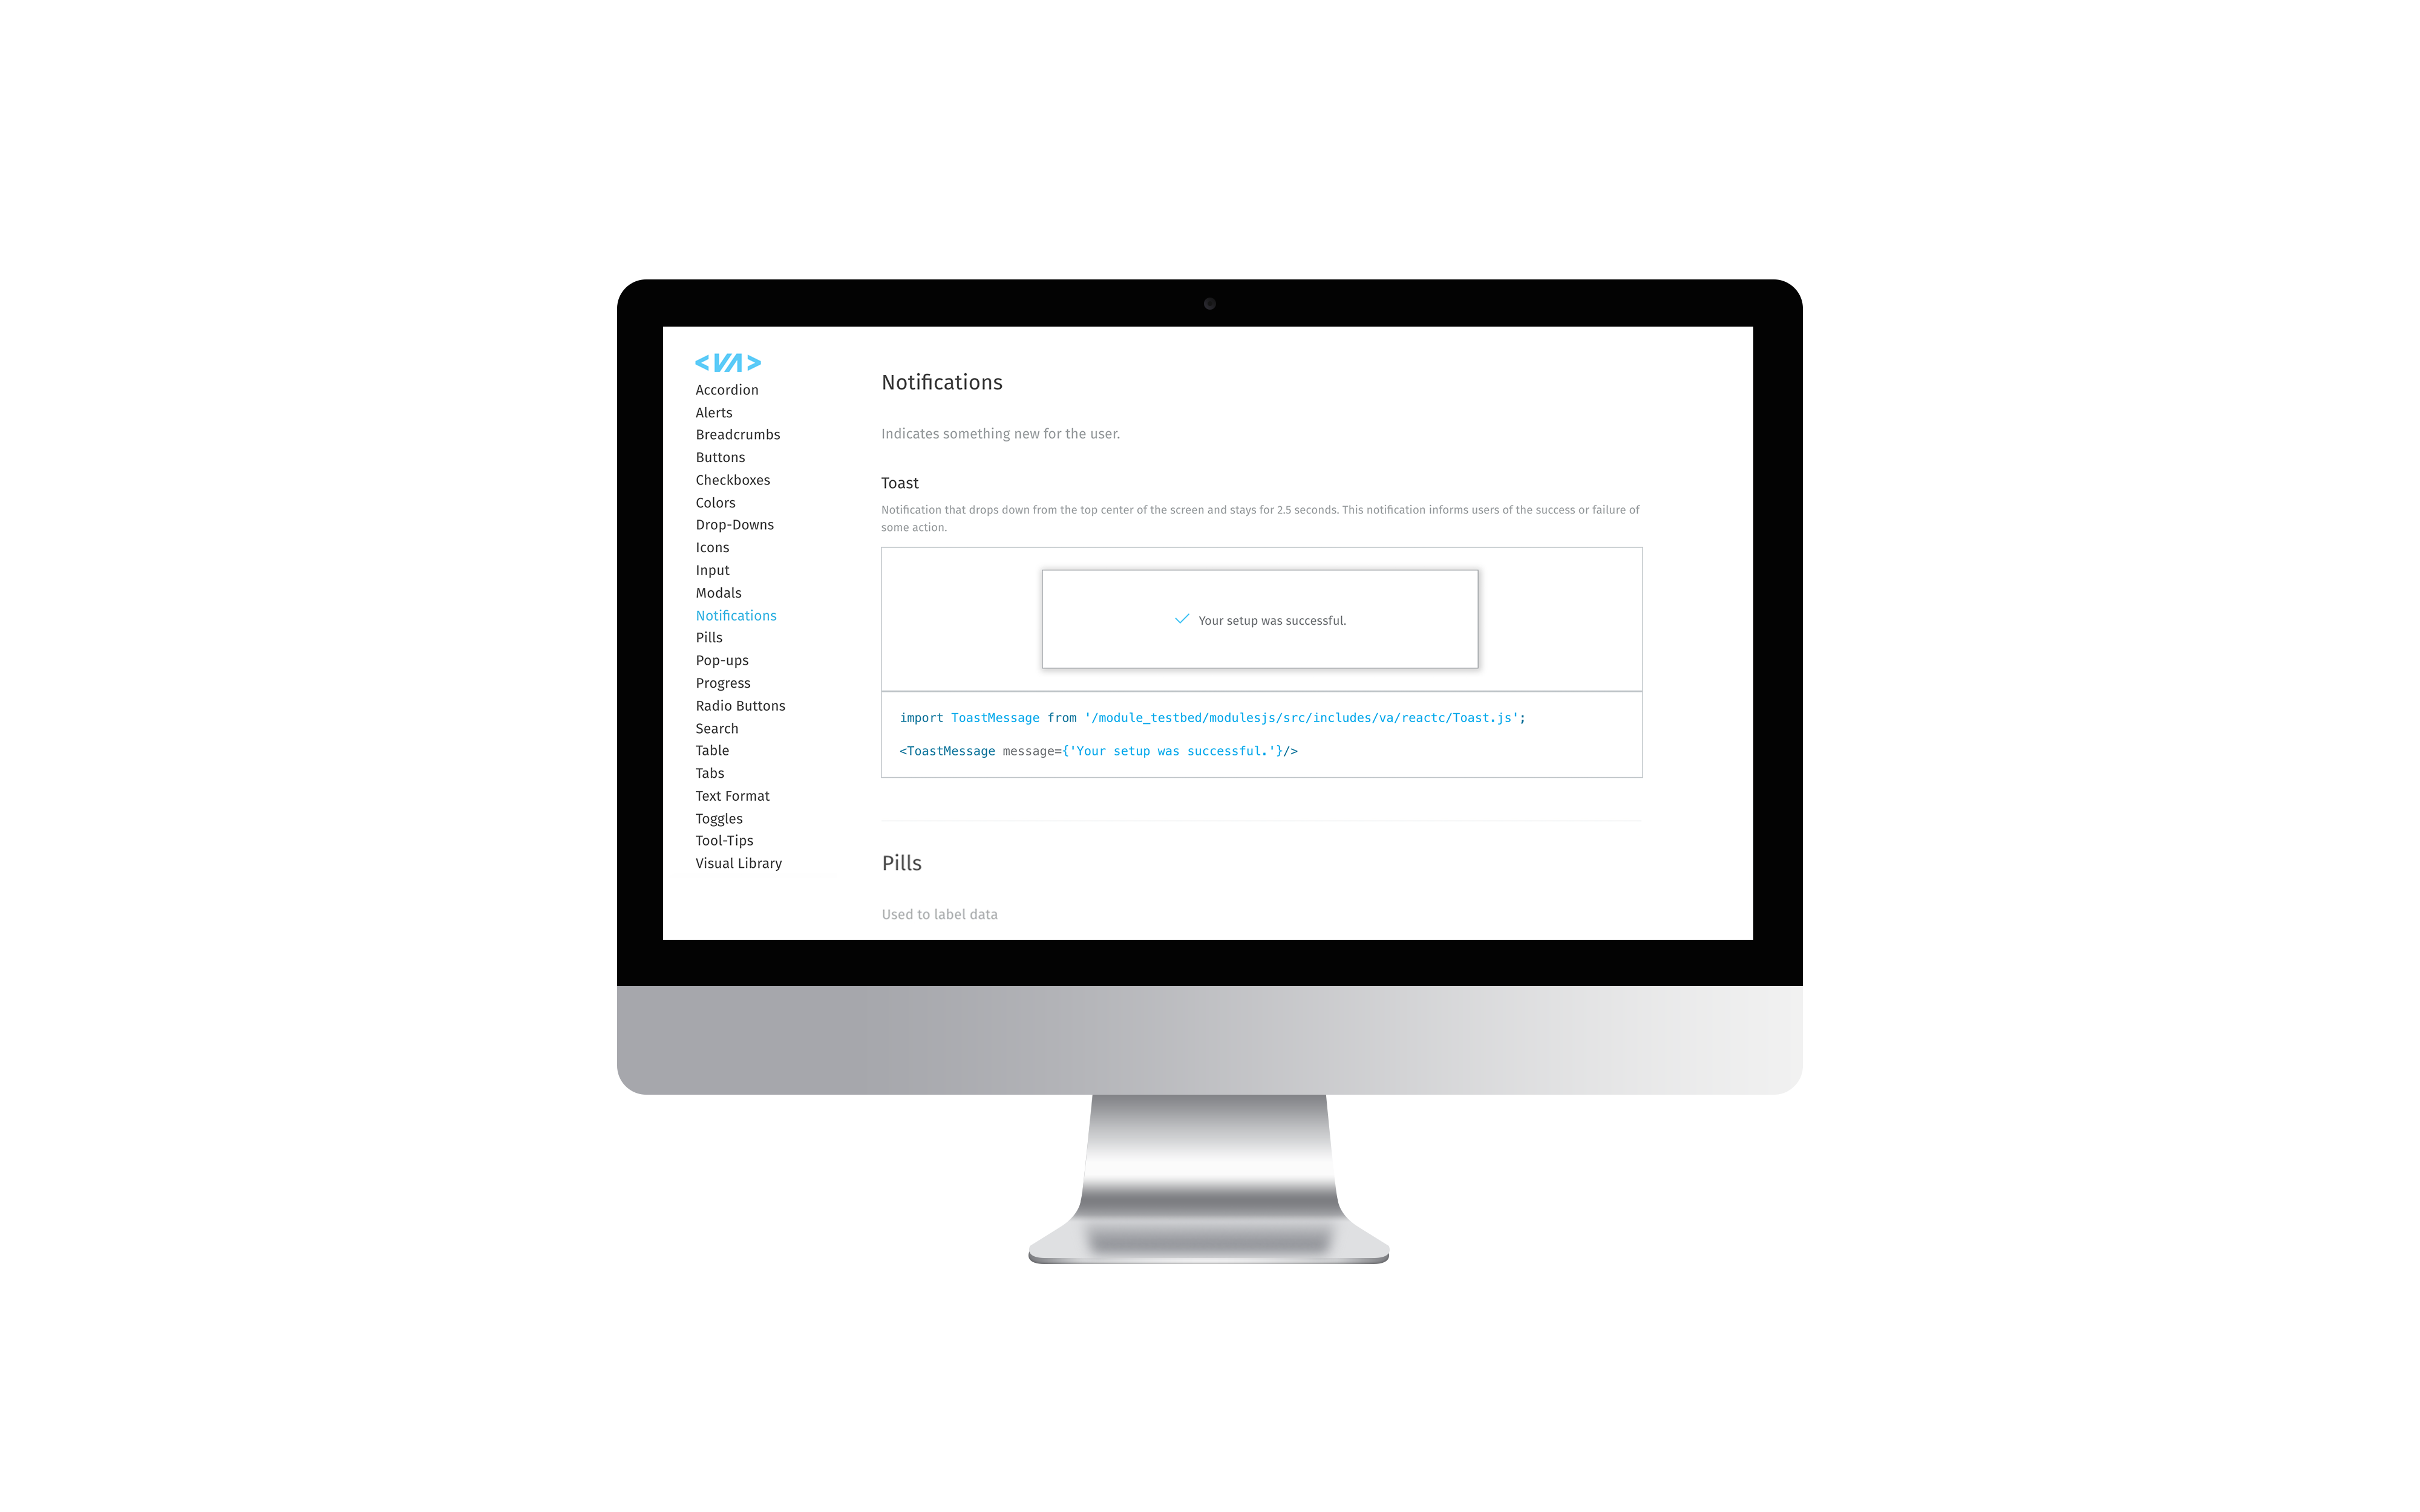 <VA>
Accordion
Alerts
Breadcrumbs
Buttons
Checkboxes
Colors
Drop-Downs
Icons
Input
Modals
Notifications
Pills
Pop-ups
Progress
Radio Buttons
Search
Table
Tabs
Text Format
Toggles
Tool-Tips
Visual Library
Notifications
Indicates something new for the user.
Toast
Notification that drops down from the top center of the screen and stays for 2.5 seconds. This notification informs users of the success or failure of
some action.
Your setup was successful.
import ToastMessage from '/module_testbed/modulesjs/src/includes/va/reactc/Toast.js';
<ToastMessage message={'Your setup was successful.'}/>
Pills
Used to label data